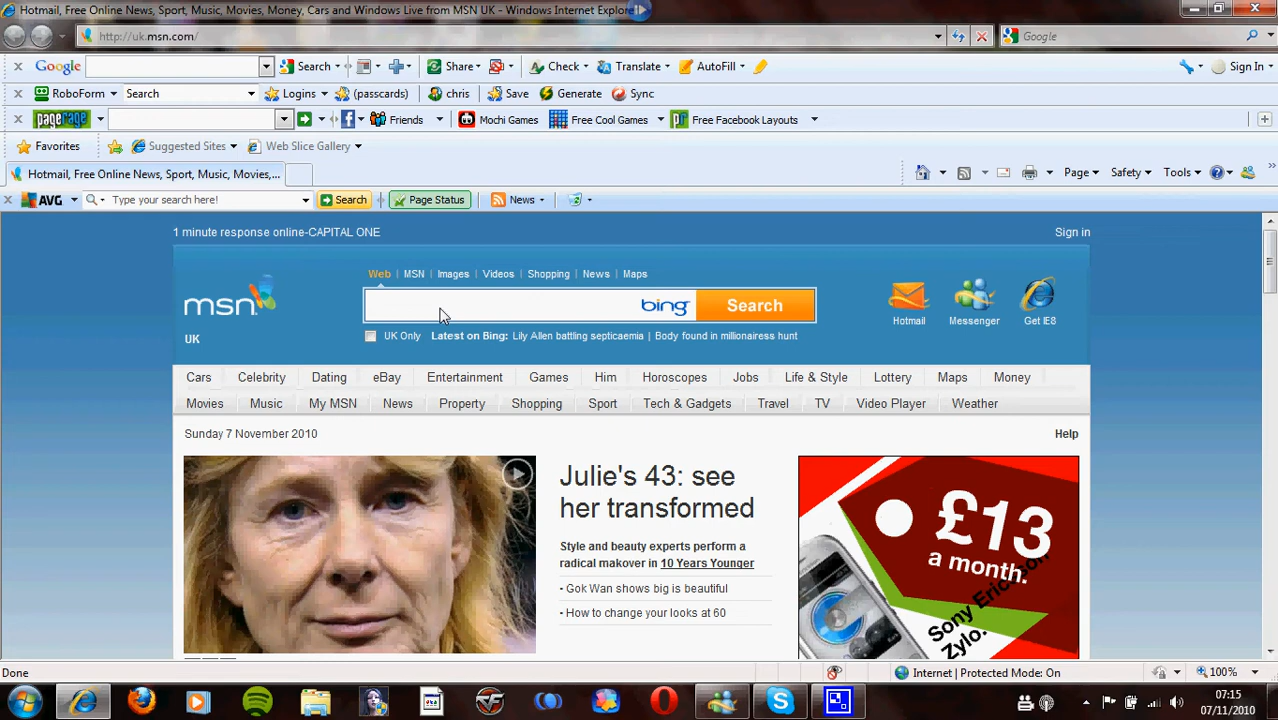 Hotmail, Free Online News, Sport, Music, Movies, Money, Cars and Windows Live from MSN UK - Windows Internet Explorer
http://uk.msn.com/
Google
Google Search Share Check Translate AutoFill Sign In
RoboForm Search Logins (passcards) chris Save Generate Sync
pagerage Friends Mochi Games Free Cool Games Free Facebook Layouts
Favorites Suggested Sites Web Slice Gallery
Hotmail, Free Online News, Sport, Music, Movies,... Page Safety Tools
AVG Type your search here! Search Page Status News
1 minute response online-CAPITAL ONE Sign in
Web MSN Images Videos Shopping News Maps
msn bing Search
UK
Hotmail Messenger Get IE8
UK Only Latest on Bing: Lily Allen battling septicaemia | Body found in millionairess hunt
Cars Celebrity Dating eBay Entertainment Games Him Horoscopes Jobs Life & Style Lottery Maps Money
Movies Music My MSN News Property Shopping Sport Tech & Gadgets Travel TV Video Player Weather
Sunday 7 November 2010 Help
Julie's 43: see
her transformed
Style and beauty experts perform a
radical makeover in 10 Years Younger
Gok Wan shows big is beautiful
How to change your looks at 60
£13
a month.
Sony Ericsson
Zylo.
Done Internet | Protected Mode: On 100%
07:15
07/11/2010